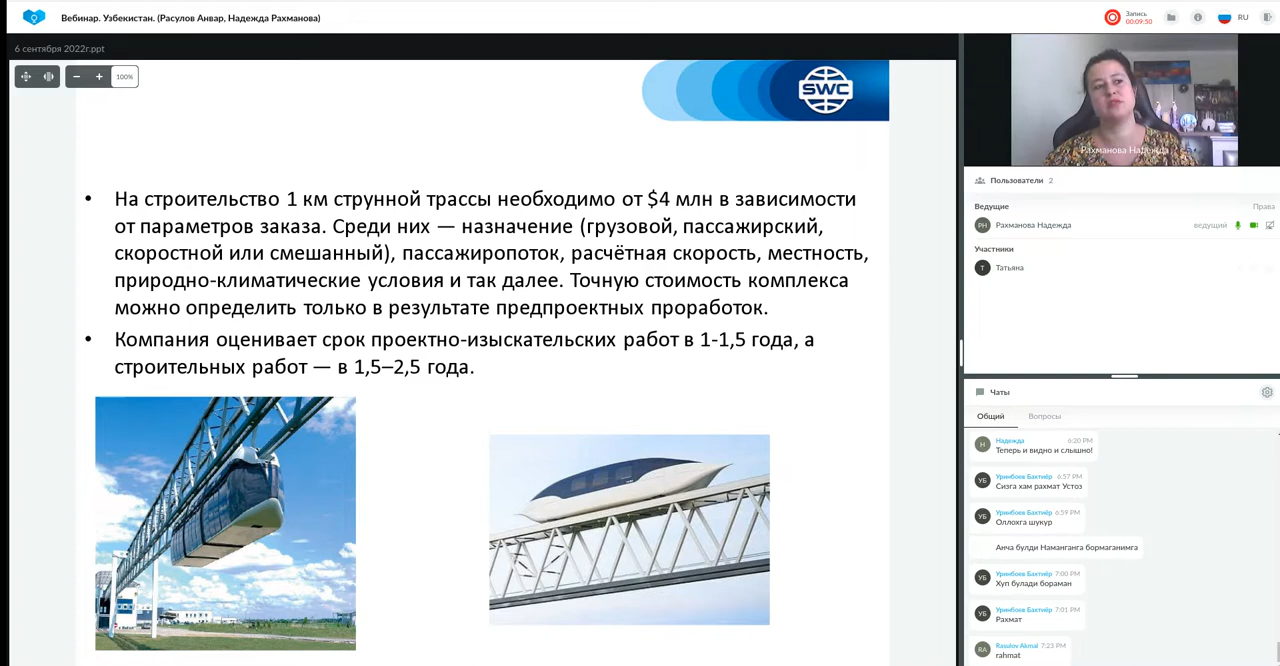 Вебинар. Узбекистан. (Расулов Анвар, Надежда Рахманова)
Запись
00:09:50
RU
6 сентября 2022г.ppt
100%
SWC
На строительство 1 км струнной трассы необходимо от $4 млн в зависимости
от параметров заказа. Среди них — назначение (грузовой, пассажирский,
скоростной или смешанный), пассажиропоток, расчётная скорость, местность,
природно-климатические условия и так далее. Точную стоимость комплекса
можно определить только в результате предпроектных проработок.
Компания оценивает срок проектно-изыскательских работ в 1-1,5 года, а
строительных работ — в 1,5–2,5 года.
Рахманова Надежда
Пользователи 2
Ведущие Права
РН Рахманова Надежда ведущий
Участники
Т Татьяна
Чаты
Общий Вопросы
Н Надежда 6:20 PM
Теперь и видно и слышно!
УБ Уринбоев Бахтиёр 6:57 PM
Сизга хам рахмат Устоз
УБ Уринбоев Бахтиёр 6:59 PM
Оллохга шукур
Анча булди Наманганга бормаганимга
УБ Уринбоев Бахтиёр 7:00 PM
Хуп булади бораман
УБ Уринбоев Бахтиёр 7:01 PM
Рахмат
RA Rasulov Akmal 7:23 PM
rahmat